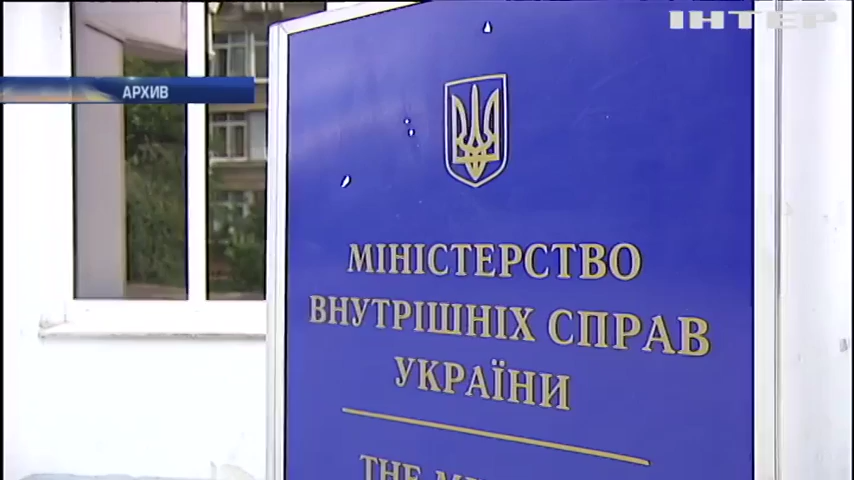 ІНТЕР
АРХИВ
МІНІСТЕРСТВО
ВНУТРІШНІХ СПРАВ
УКРАЇНИ
THE